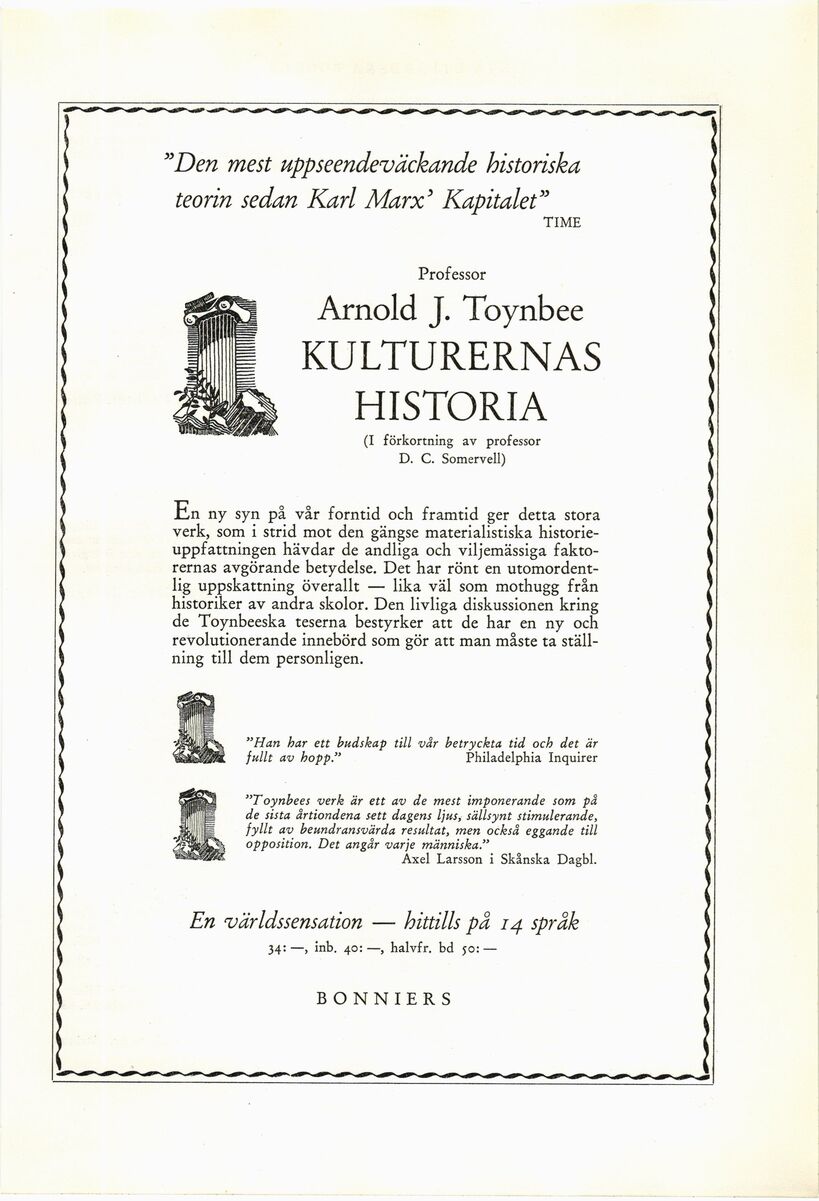 ”Den mest uppseendeväckande historiska
teorin sedan Karl Marx’ Kapitalet”
TIME
Professor
Arnold J. Toynbee
KULTURERNAS
HISTORIA
(I förkortning av professor
D. C. Somervell)
En ny syn på vår forntid och framtid ger detta stora
verk, som i strid mot den gängse materialistiska historie-
uppfattningen hävdar de andliga och viljemässiga fakto-
rernas avgörande betydelse. Det har rönt en utomordent-
lig uppskattning överallt — lika väl som mothugg från
historiker av andra skolor. Den livliga diskussionen kring
de Toynbeeska teserna bestyrker att de har en ny och
revolutionerande innebörd som gör att man måste ta ställ-
ning till dem personligen.
”Han har ett budskap till vår betryckta tid och det är
fullt av hopp.” Philadelphia Inquirer
”Toynbees verk är ett av de mest imponerande som på
de sista årtiondena sett dagens ljus, sällsynt stimulerande,
fyllt av beundransvärda resultat, men också eggande till
opposition. Det angår varje människa.”
Axel Larsson i Skånska Dagbl.
En världssensation — hittills på 14 språk
34: —, inb. 40: —, halvfr. bd 50: —
BONNIERS